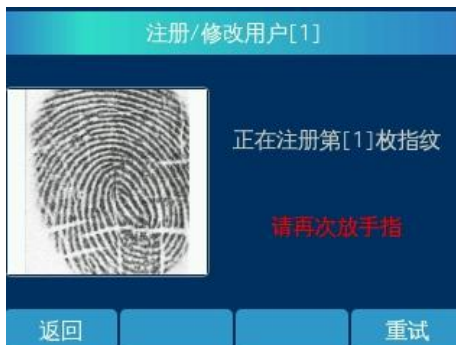 注册/修改用户[1]
正在注册第[1]枚指纹
请再次放手指
返回
重试